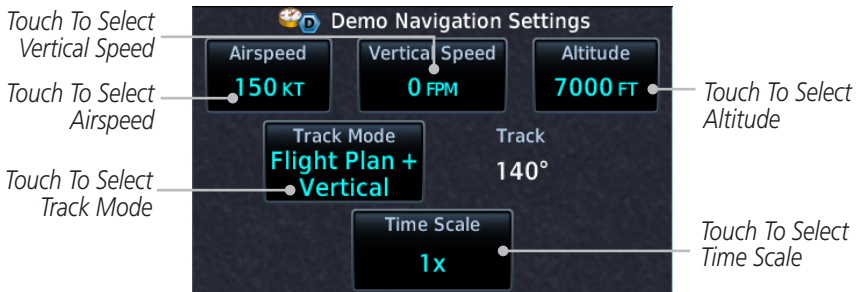 Touch To Select
Vertical Speed
D Demo Navigation Settings
Airspeed
150 KT
Vertical Speed
0 FPM
Altitude
7000 FT
Touch To Select
Airspeed
Touch To Select
Altitude
Track Mode
Flight Plan +
Vertical
Track
140°
Touch To Select
Track Mode
Time Scale
1x
Touch To Select
Time Scale